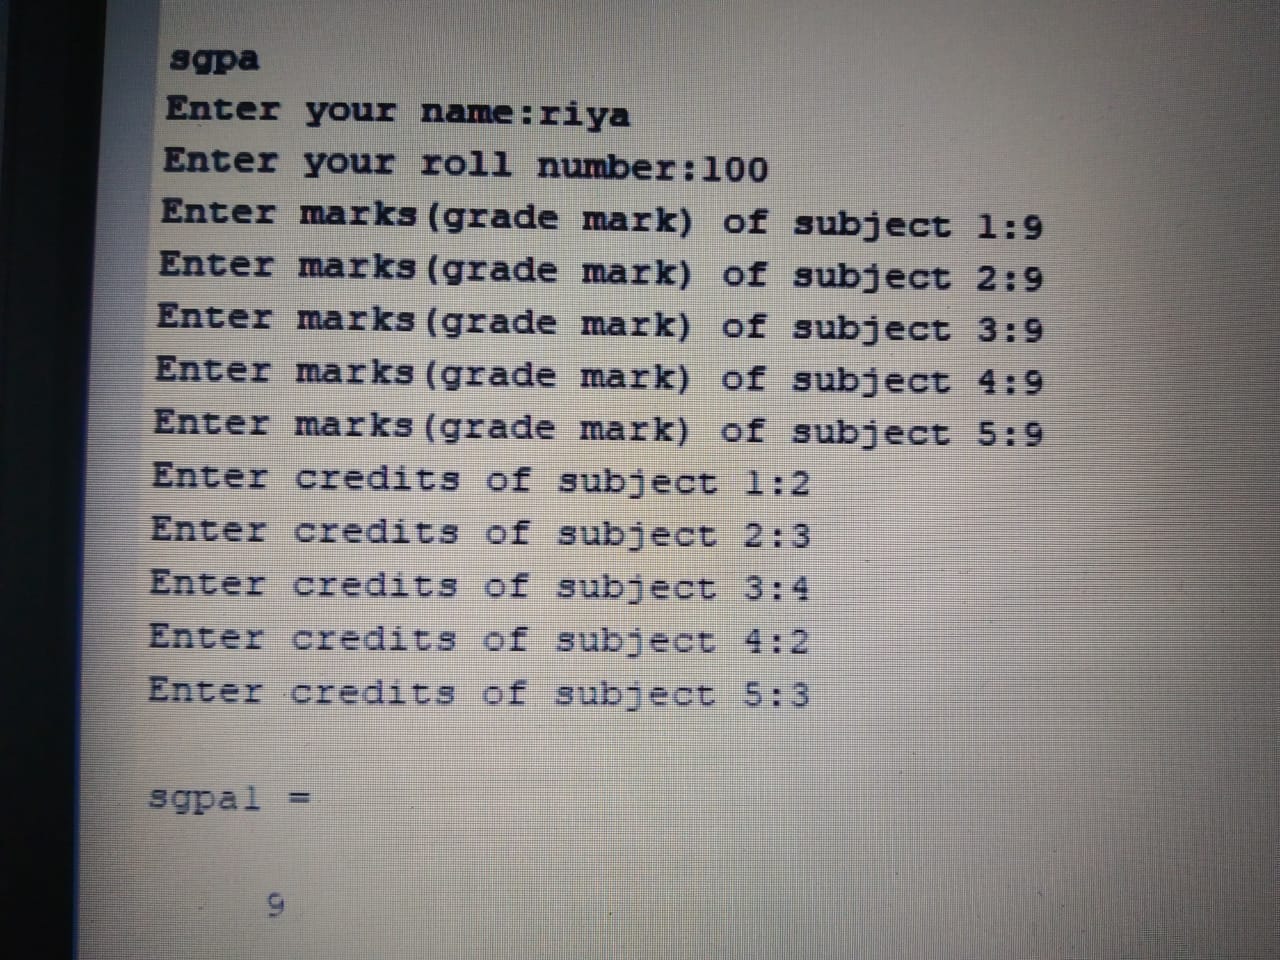 sgpa
Enter your name:riya
Enter your roll number:100
Enter marks(grade mark) of subject 1:9
Enter marks(grade mark) of subject 2:9
Enter marks(grade mark) of subject 3:9
Enter marks(grade mark) of subject 4:9
Enter marks(grade mark) of subject 5:9
Enter credits of subject 1:2
Enter credits of subject 2:3
Enter credits of subject 3:4
Enter credits of subject 4:2
Enter credits of subject 5:3
sgpa1 =
9